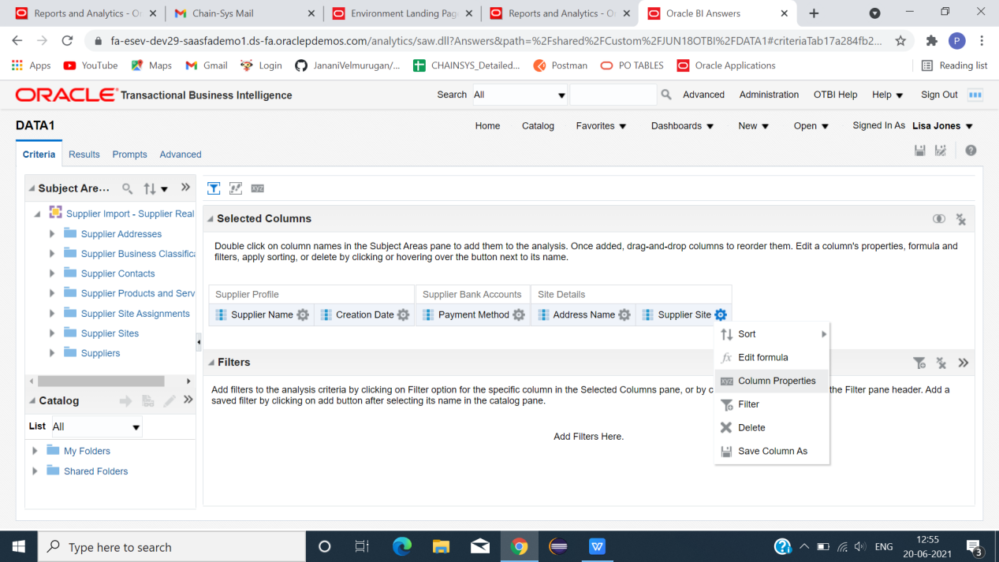 Reports and Analytics - Or
Chain-Sys Mail
Environment Landing Page
Reports and Analytics - Or
Oracle BI Answers
fa-esev-dev29-saasfademo1.ds-fa.oraclepdemos.com/analytics/saw.dll?Answers&path=%2Fshared%2FCustom%2FJUN18OTBI%2FDATA1#criteriaTab17a284fb2...
P
Apps
YouTube
Maps
Gmail
Login
JananiVelmurugan/...
CHAINSYS_Detailed...
Postman
PO TABLES
Oracle Applications
Reading list
ORACLE Transactional Business Intelligence
Search
All
Advanced
Administration
OTBI Help
Help
Sign Out
DATA1
Home
Catalog
Favorites
Dashboards
New
Open
Signed In As Lisa Jones
Criteria
Results
Prompts
Advanced
Subject Are...
Supplier Import - Supplier Real
Supplier Addresses
Supplier Business Classifica
Supplier Contacts
Supplier Products and Serv
Supplier Site Assignments
Supplier Sites
Suppliers
Catalog
List All
My Folders
Shared Folders
xyz
Selected Columns
Double click on column names in the Subject Areas pane to add them to the analysis. Once added, drag-and-drop columns to reorder them. Edit a column's properties, formula and
filters, apply sorting, or delete by clicking or hovering over the button next to its name.
Supplier Profile
Supplier Bank Accounts
Site Details
Supplier Name
Creation Date
Payment Method
Address Name
Supplier Site
Sort
fx Edit formula
xyz Column Properties
Filter
Delete
Save Column As
Filters
Add filters to the analysis criteria by clicking on Filter option for the specific column in the Selected Columns pane, or by c the Filter pane header. Add a
saved filter by clicking on add button after selecting its name in the catalog pane.
Add Filters Here.
Type here to search
W
ENG
12:55
20-06-2021
3